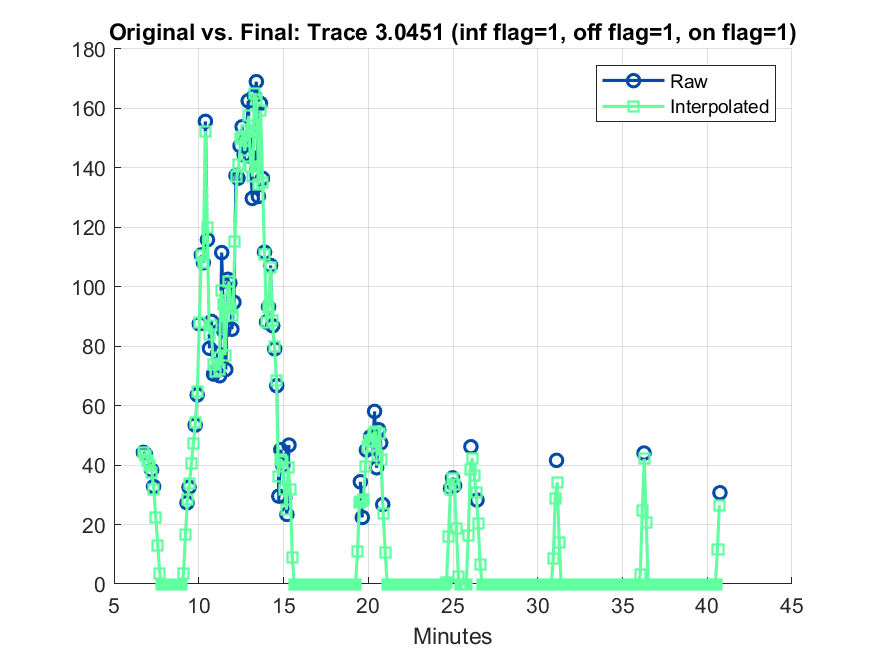 Original vs. Final: Trace 3.0451 (inf flag=1, off flag=1, on flag=1)
180
160
140
120
100
80
60
40
20
0
Raw
Interpolated
5 10 15 20 25 30 35 40 45
Minutes